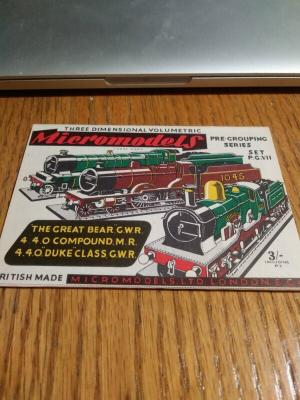 THREE DIMENSIONAL VOLUMETRIC
MicromodelS
PRE-GROUPING
SERIES
SET
P.G.VII
1045
THE GREAT BEAR G.W.R.
4.4.0 COMPOUND. M.R.
4.4.0. DUKE CLASS. G.W.R.
3/-
RITISH MADE
MICROMODELS LTD LONDON E.C.